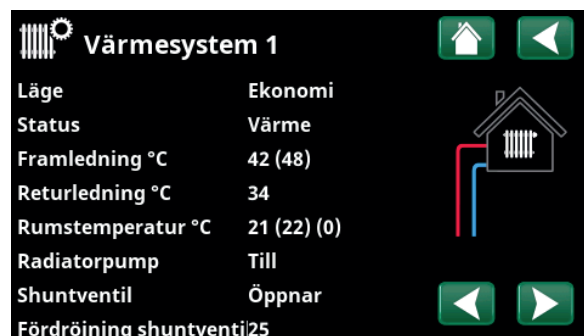 Värmesystem 1
Läge Ekonomi
Status Värme
Framledning °C 42 (48)
Returledning °C 34
Rumstemperatur °C 21 (22) (0)
Radiatorpump Till
Shuntventil Öppnar
Fördröjning shuntventil 25